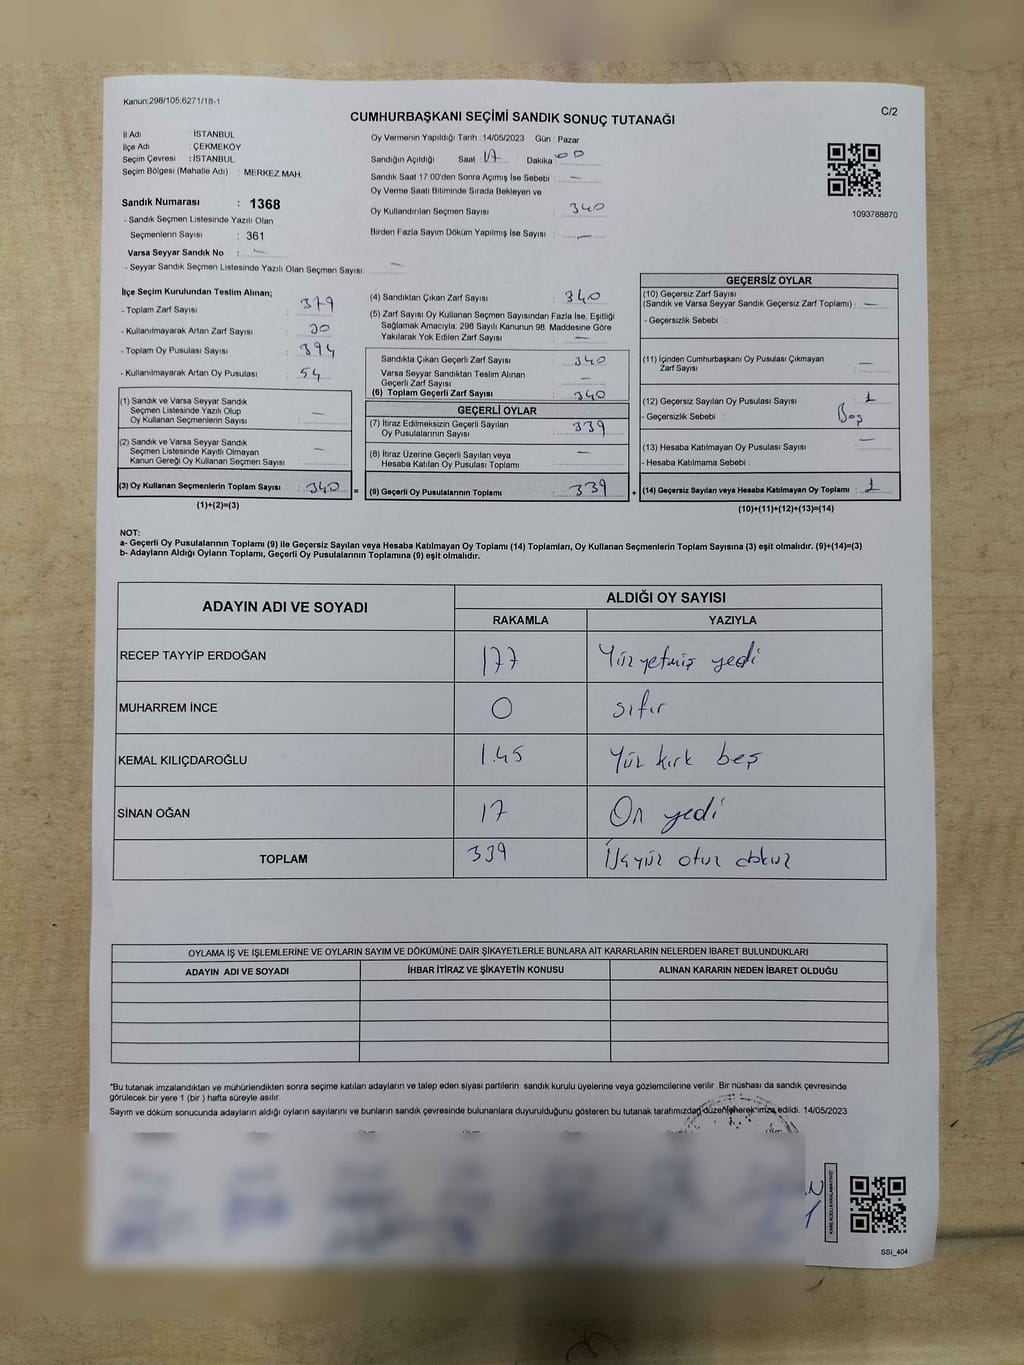 Kanun;298/105;6271/18-1
C/2
CUMHURBAŞKANI SEÇİMİ SANDIK SONUÇ TUTANAĞI
İl Adı : İSTANBUL
İlçe Adı : ÇEKMEKÖY
Seçim Çevresi : İSTANBUL
Seçim Bölgesi (Mahalle Adı) : MERKEZ MAH.
Sandık Numarası : 1368
- Sandık Seçmen Listesinde Yazılı Olan
Seçmenlerin Sayısı : 361
Varsa Seyyar Sandık No : —
- Seyyar Sandık Seçmen Listesinde Yazılı Olan Seçmen Sayısı: —
Oy Vermenin Yapıldığı Tarih : 14/05/2023 Gün : Pazar
Sandığın Açıldığı Saat : 17 Dakika : 00
Sandık Saat 17:00'den Sonra Açımış İse Sebebi : —
Oy Verme Saati Bitiminde Sırada Bekleyen ve
Oy Kullandırılan Seçmen Sayısı : 340
Birden Fazla Sayım Döküm Yapılmış İse Sayısı : —
1093788870
İlçe Seçim Kurulundan Teslim Alınan;
- Toplam Zarf Sayısı : 379
- Kullanılmayarak Artan Zarf Sayısı :
- Toplam Oy Pusulası Sayısı : 394
- Kullanılmayarak Artan Oy Pusulası : 54
(1) Sandık ve Varsa Seyyar Sandık
Seçmen Listesinde Yazılı Olup
Oy Kullanan Seçmenlerin Sayısı : —
(2) Sandık ve Varsa Seyyar Sandık
Seçmen Listesinde Kayıtlı Olmayan
Kanun Gereği Oy Kullanan Seçmen Sayısı : —
(3) Oy Kullanan Seçmenlerin Toplam Sayısı : 340 =
(1)+(2)=(3)
(4) Sandıktan Çıkan Zarf Sayısı : 340
(5) Zarf Sayısı Oy Kullanan Seçmen Sayısından Fazla İse, Eşitliği
Sağlamak Amacıyla; 298 Sayılı Kanunun 98. Maddesine Göre
Yakılarak Yok Edilen Zarf Sayısı : —
Sandıkta Çıkan Geçerli Zarf Sayısı : 340
Varsa Seyyar Sandıktan Teslim Alınan
Geçerli Zarf Sayısı : —
(6) Toplam Geçerli Zarf Sayısı : 340
GEÇERLİ OYLAR
(7) İtiraz Edilmeksizin Geçerli Sayılan
Oy Pusulalarının Sayısı : 339
(8) İtiraz Üzerine Geçerli Sayılan veya
Hesaba Katılan Oy Pusulası Toplamı : —
(9) Geçerli Oy Pusulalarının Toplamı : 339 +
GEÇERSİZ OYLAR
(10) Geçersiz Zarf Sayısı
(Sandık ve Varsa Seyyar Sandık Geçersiz Zarf Toplamı) : —
- Geçersizlik Sebebi :
(11) İçinden Cumhurbaşkanı Oy Pusulası Çıkmayan
Zarf Sayısı : —
(12) Geçersiz Sayılan Oy Pusulası Sayısı : 1
- Geçersizlik Sebebi : Boş
(13) Hesaba Katılmayan Oy Pusulası Sayısı : —
- Hesaba Katılmama Sebebi :
(14) Geçersiz Sayılan veya Hesaba Katılmayan Oy Toplamı : 1
(10)+(11)+(12)+(13)=(14)
NOT:
a- Geçerli Oy Pusulalarının Toplamı (9) ile Geçersiz Sayılan veya Hesaba Katılmayan Oy Toplamı (14) Toplamları, Oy Kullanan Seçmenlerin Toplam Sayısına (3) eşit olmalıdır. (9)+(14)=(3)
b- Adayların Aldığı Oyların Toplamı, Geçerli Oy Pusulalarının Toplamına (9) eşit olmalıdır.
ADAYIN ADI VE SOYADI ALDIĞI OY SAYISI
RAKAMLA YAZIYLA
RECEP TAYYİP ERDOĞAN 177 Yüz yetmiş yedi
MUHARREM İNCE 0 sıfır
KEMAL KILIÇDAROĞLU 145 Yüz kırk beş
SİNAN OĞAN 17 On yedi
TOPLAM 339 Üçyüz otuz dokuz
OYLAMA İŞ VE İŞLEMLERİNE VE OYLARIN SAYIM VE DÖKÜMÜNE DAİR ŞİKAYETLERLE BUNLARA AİT KARARLARIN NELERDEN İBARET BULUNDUKLARI
ADAYIN ADI VE SOYADI İHBAR İTİRAZ VE ŞİKAYETİN KONUSU ALINAN KARARIN NEDEN İBARET OLDUĞU
*Bu tutanak imzalandıktan ve mühürlendikten sonra seçime katılan adayların ve talep eden siyasi partilerin sandık kurulu üyelerine veya gözlemcilerine verilir .Bir nüshası da sandık çevresinde
görülecek bir yere 1 (bir ) hafta süreyle asılır.
Sayım ve döküm sonucunda adayların aldığı oyların sayılarını ve bunların sandık çevresinde bulunanlara duyurulduğunu gösteren bu tutanak tarafımızdan düzenlenerek imza edildi. 14/05/2023
SSI_404